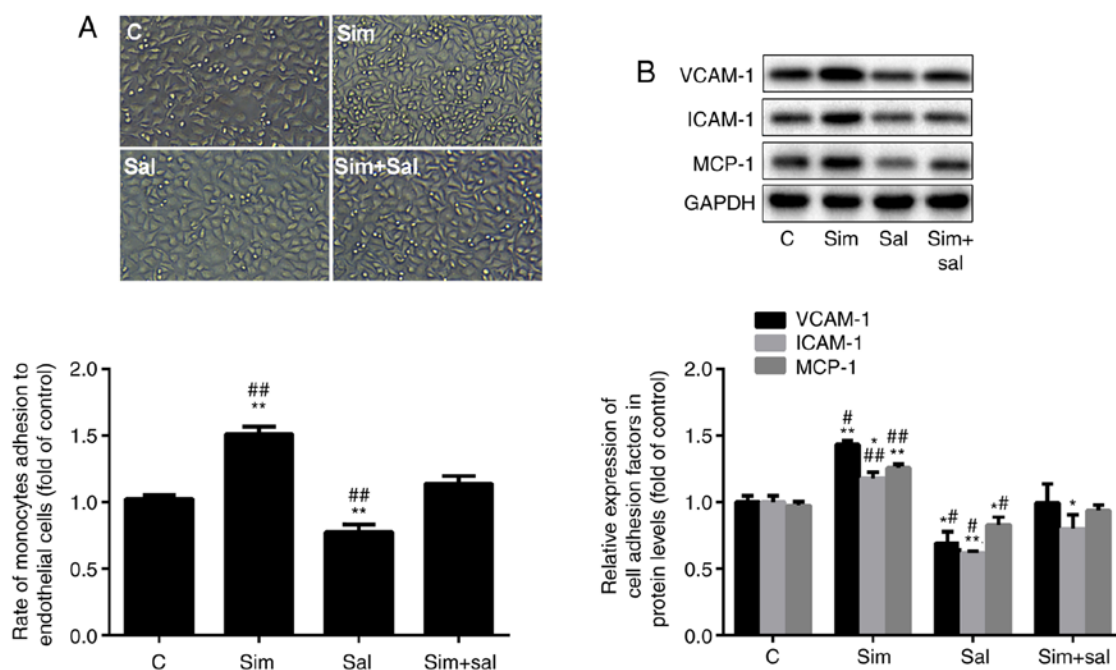 A
C
Sim
Sal
Sim+Sal
B
VCAM-1
ICAM-1
MCP-1
GAPDH
C Sim Sal Sim+
sal
Rate of monocytes adhesion to
endothelial cells (fold of control)
2.0
1.5
1.0
0.5
0.0
##
**
##
**
C Sim Sal Sim+sal
VCAM-1
ICAM-1
MCP-1
Relative expression of
cell adhesion factors in
protein levels (fold of control)
2.0
1.5
1.0
0.5
0.0
#
**
*
##
##
**
*#
#
**
*#
*
C Sim Sal Sim+sal